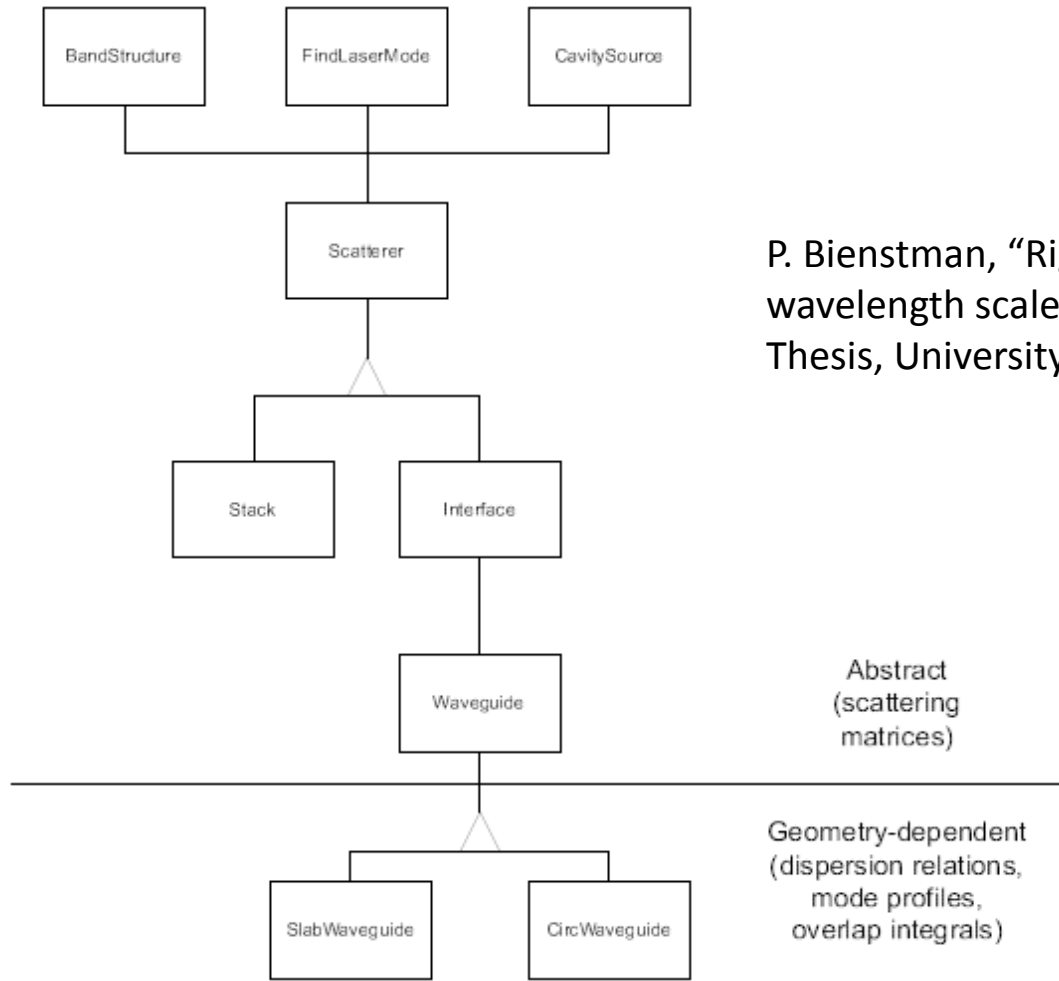 BandStructure
FindLaserMode
CavitySource
Scatterer
P. Bienstman, “Ri
wavelength scale
Thesis, University
Stack
Interface
Waveguide
Abstract
(scattering
matrices)
Geometry-dependent
(dispersion relations,
mode profiles,
overlap integrals)
SlabWaveguide
CircWaveguide